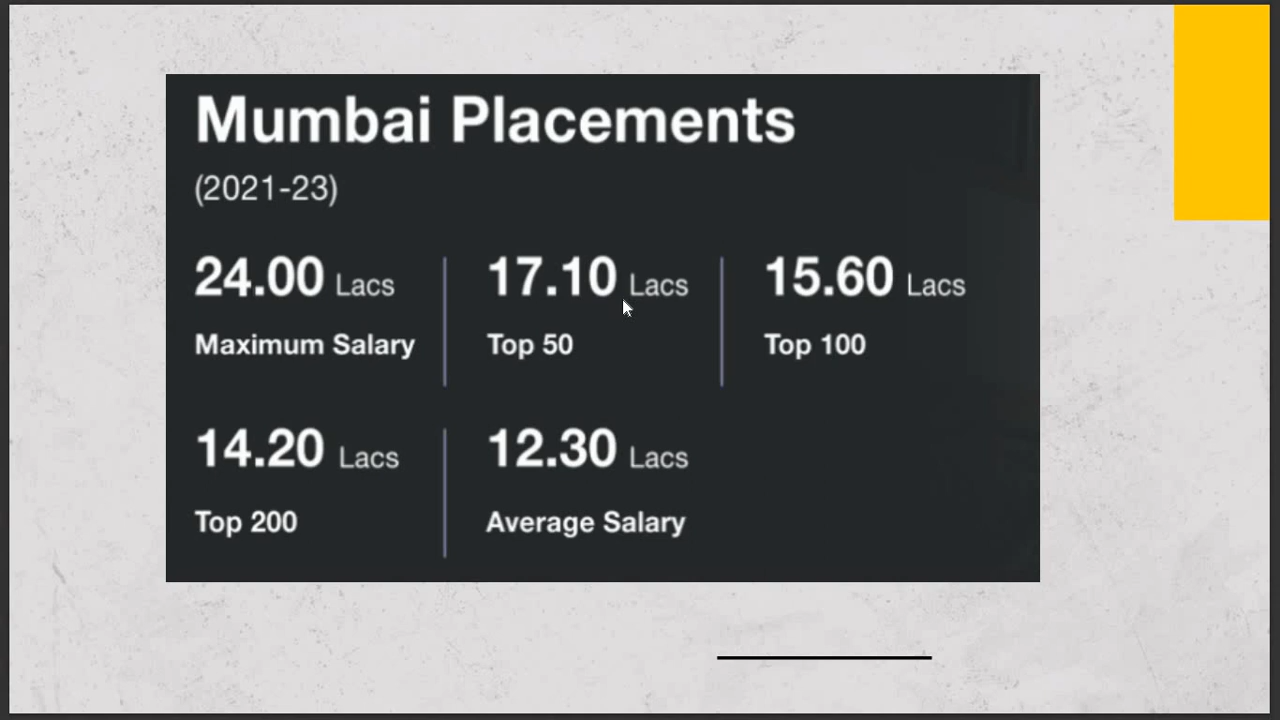 Mumbai Placements
(2021-23)
24.00 Lacs
Maximum Salary
17.10 Lacs
Top 50
15.60 Lacs
Top 100
14.20 Lacs
Top 200
12.30 Lacs
Average Salary